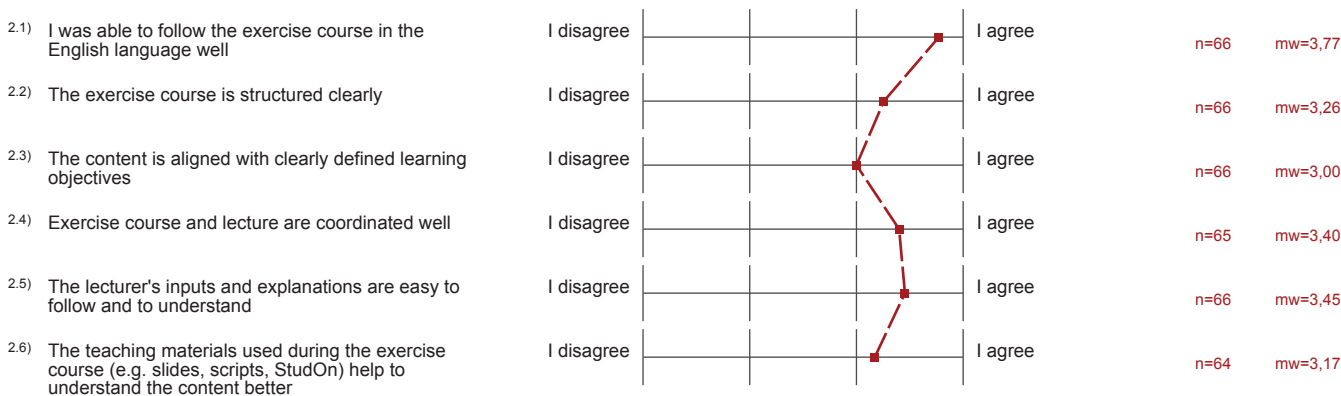 2.1) I was able to follow the exercise course in the
English language well
I disagree I agree n=66 mw=3,77
2.2) The exercise course is structured clearly
I disagree I agree n=66 mw=3,26
2.3) The content is aligned with clearly defined learning
objectives
I disagree I agree n=66 mw=3,00
2.4) Exercise course and lecture are coordinated well
I disagree I agree n=65 mw=3,40
2.5) The lecturer's inputs and explanations are easy to
follow and to understand
I disagree I agree n=66 mw=3,45
2.6) The teaching materials used during the exercise
course (e.g. slides, scripts, StudOn) help to
understand the content better
I disagree I agree n=64 mw=3,17